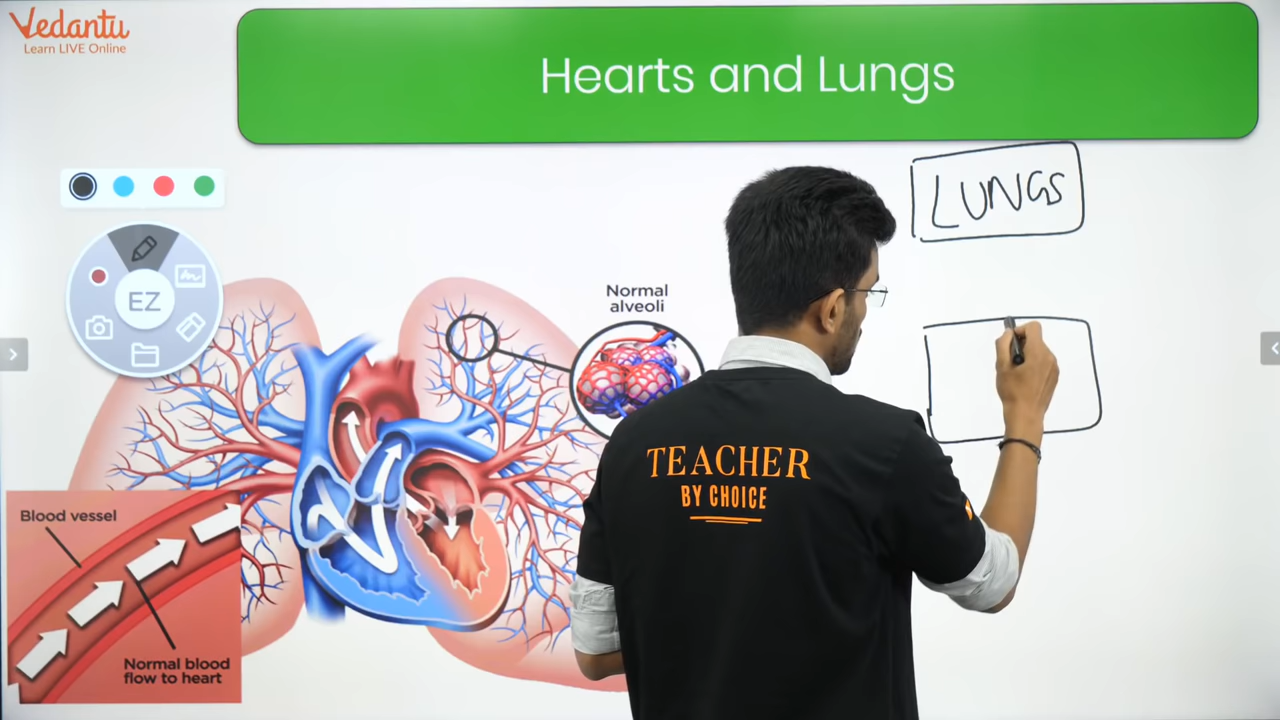 Vedantu
Learn LIVE Online
Hearts and Lungs
LUNGS
EZ
Normal
alveoli
TEACHER
BY CHOICE
Blood vessel
Normal blood
flow to heart